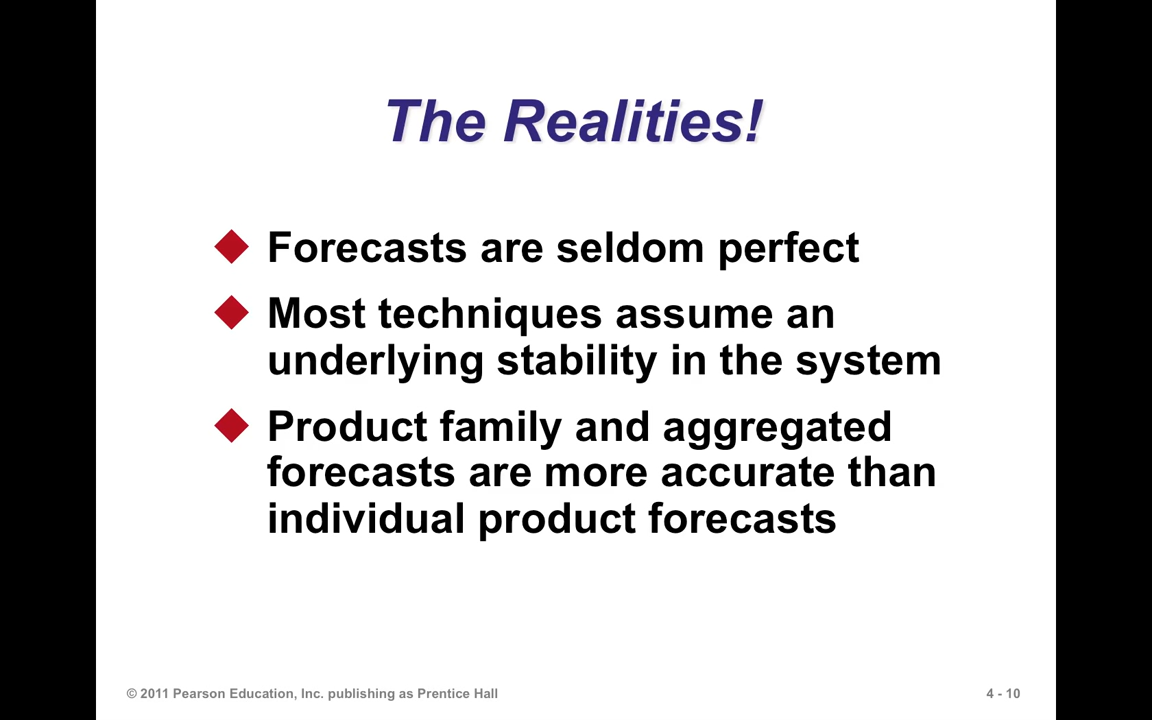 The Realities!
Forecasts are seldom perfect
Most techniques assume an
underlying stability in the system
Product family and aggregated
forecasts are more accurate than
individual product forecasts
© 2011 Pearson Education, Inc. publishing as Prentice Hall
4 - 10